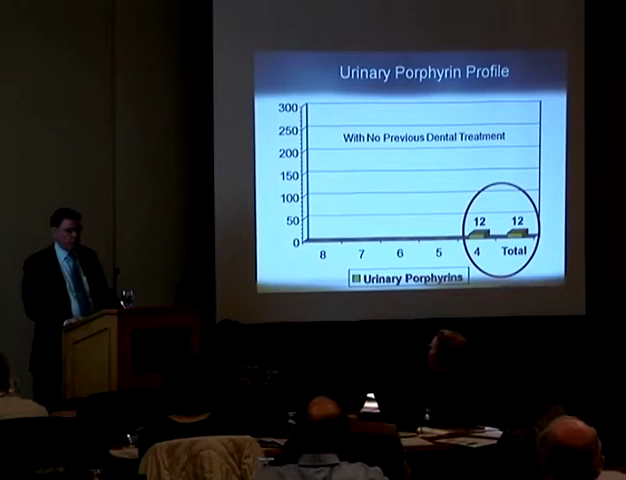 Urinary Porphyrin Profile
300
With No Previous Dental Treatment
250
200
150
100
50
0
12 12
8 7 6 5 4 Total
Urinary Porphyrins